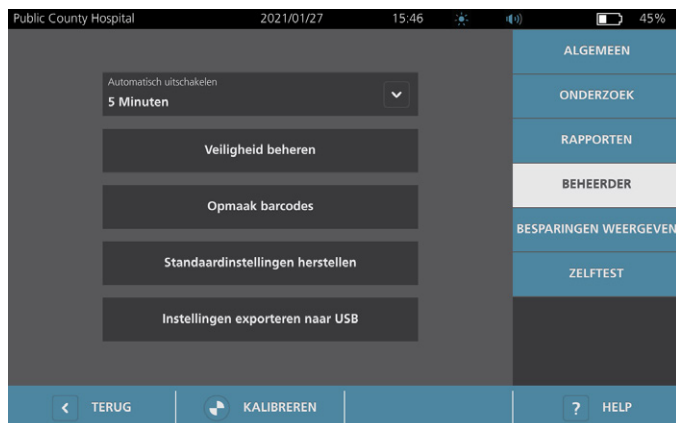 Public County Hospital 2021/01/27 15:46 45%
Automatisch uitschakelen
5 Minuten
Veiligheid beheren
Opmaak barcodes
Standaardinstellingen herstellen
Instellingen exporteren naar USB
ALGEMEEN
ONDERZOEK
RAPPORTEN
BEHEERDER
BESPARINGEN WEERGEVEN
ZELFTEST
TERUG KALIBREREN ? HELP